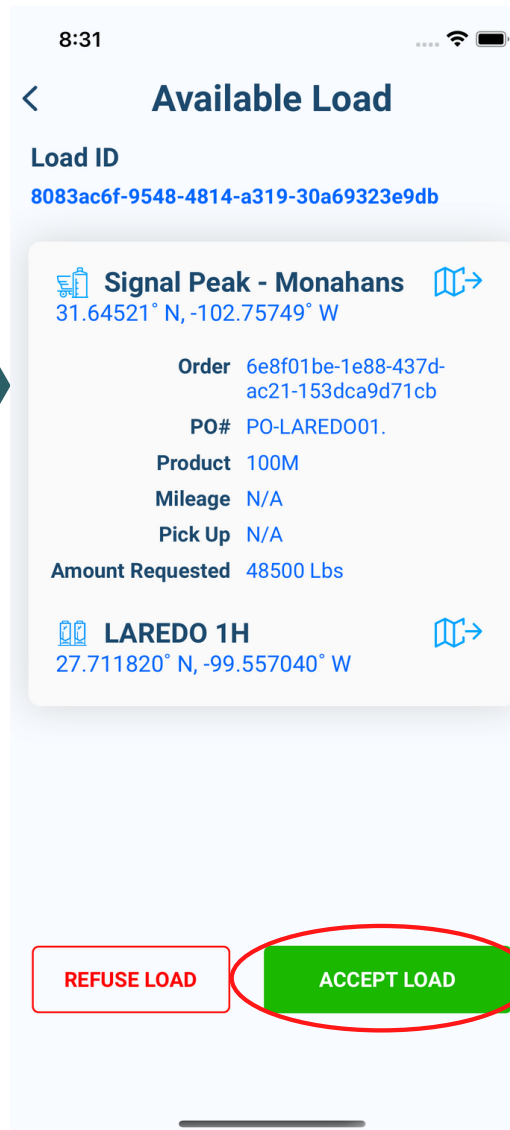 8:31
Available Load
Load ID
8083ac6f-9548-4814-a319-30a69323e9db
Signal Peak - Monahans
31.64521° N, -102.75749° W
Order 6e8f01be-1e88-437d-
ac21-153dca9d71cb
PO# PO-LAREDO01.
Product 100M
Mileage N/A
Pick Up N/A
Amount Requested 48500 Lbs
LAREDO 1H
27.711820° N, -99.557040° W
REFUSE LOAD ACCEPT LOAD